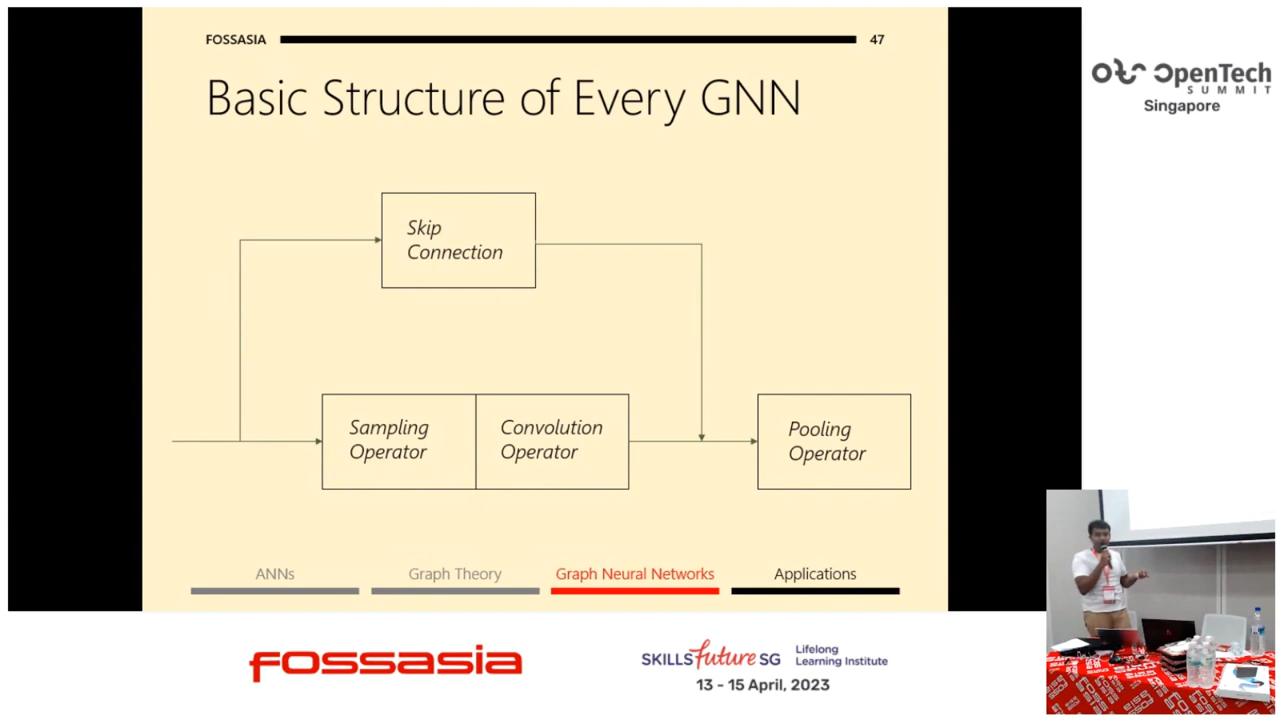 FOSSASIA
47
Basic Structure of Every GNN
Skip
Connection
Sampling
Operator
Convolution
Operator
Pooling
Operator
ANNs
Graph Theory
Graph Neural Networks
Applications
OpenTech
SUMMIT
Singapore
fossasia
SKILLSfuture SG
Lifelong
Learning Institute
13 - 15 April, 2023